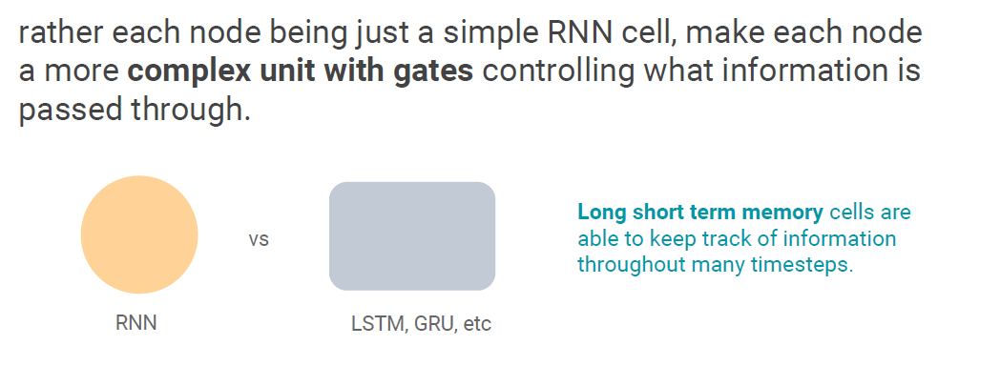 rather each node being just a simple RNN cell, make each node
a more complex unit with gates controlling what information is
passed through.
vs
Long short term memory cells are
able to keep track of information
throughout many timesteps.
RNN
LSTM, GRU, etc